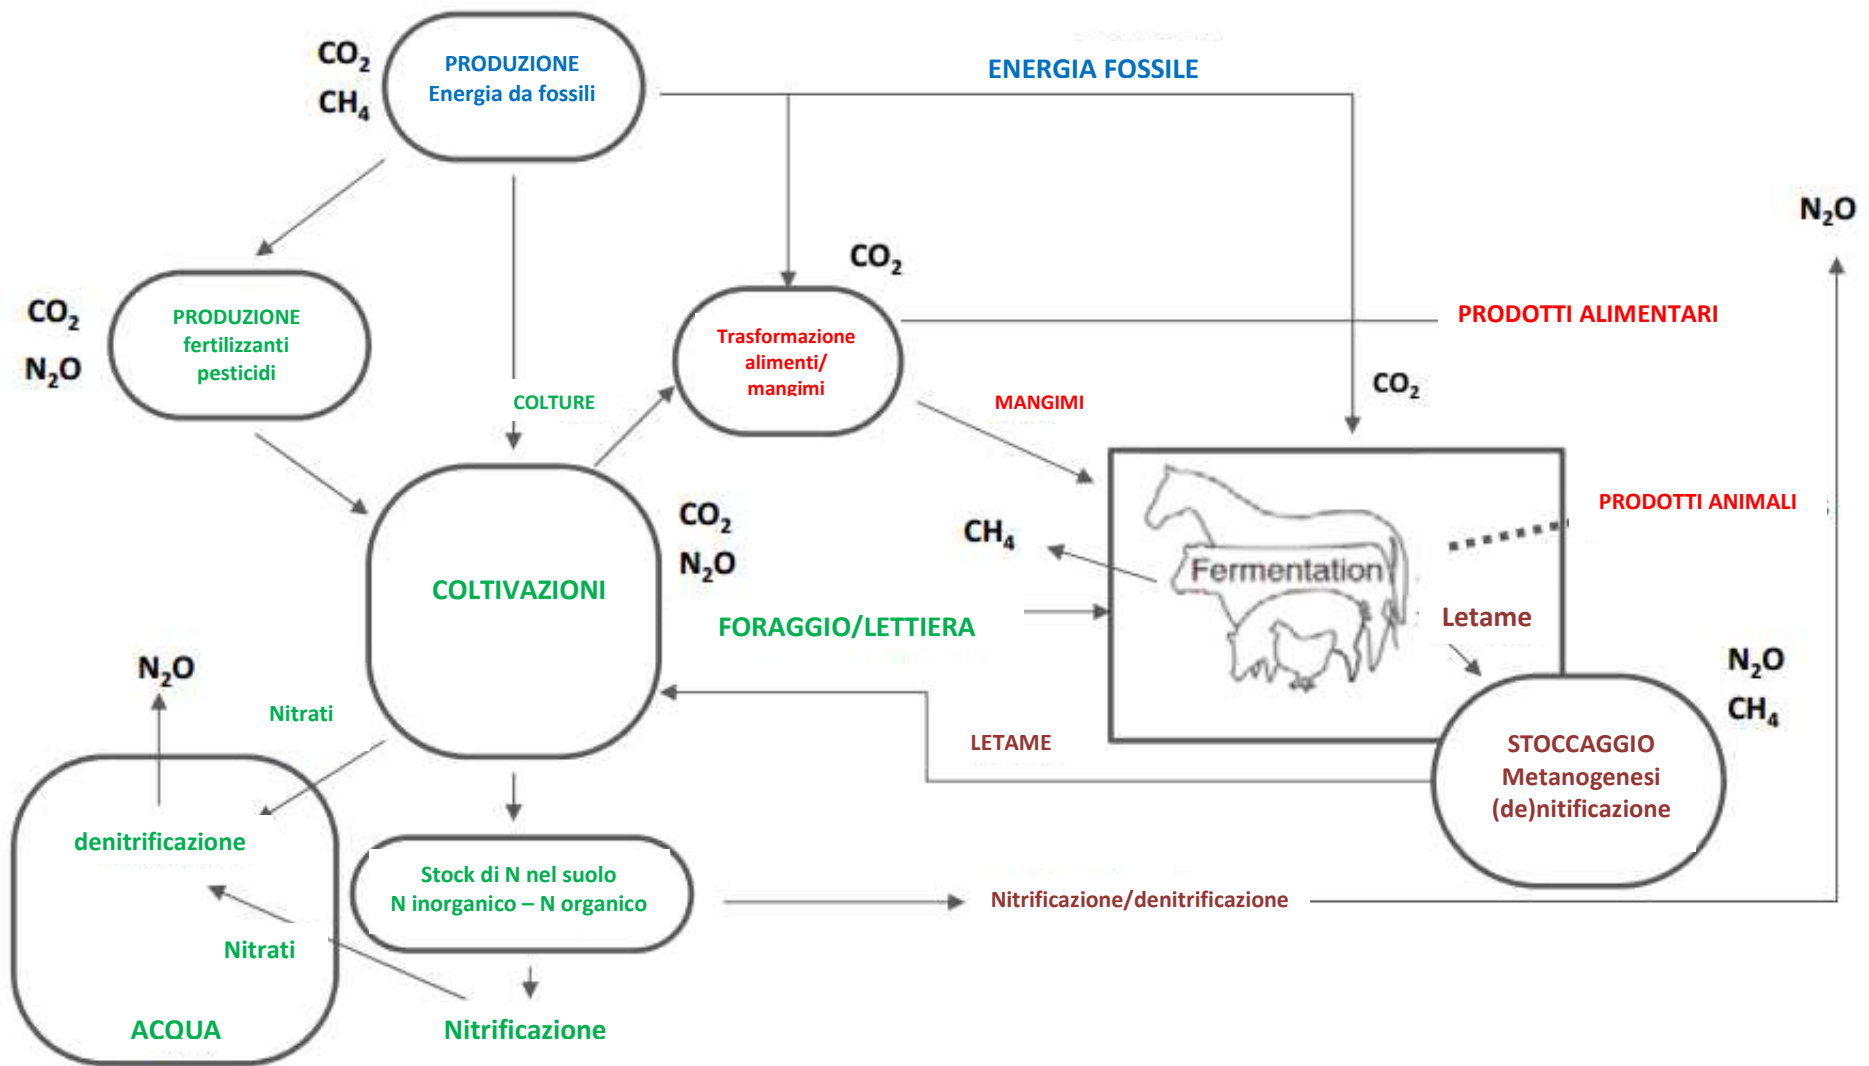 CO₂
CH₄
PRODUZIONE
Energia da fossili
ENERGIA FOSSILE
N₂O
CO₂
CO₂
N₂O
PRODUZIONE
fertilizzanti
pesticidi
Trasformazione
alimenti/
mangimi
PRODOTTI ALIMENTARI
COLTURE
MANGIMI
CO₂
CO₂
N₂O
CH₄
PRODOTTI ANIMALI
Fermentation
COLTIVAZIONI
FORAGGIO/LETTIERA
Letame
N₂O
CH₄
N₂O
Nitrati
LETAME
STOCCAGGIO
Metanogenesi
(de)nitificazione
denitrificazione
Stock di N nel suolo
N inorganico – N organico
Nitrificazione/denitrificazione
Nitrati
ACQUA
Nitrificazione